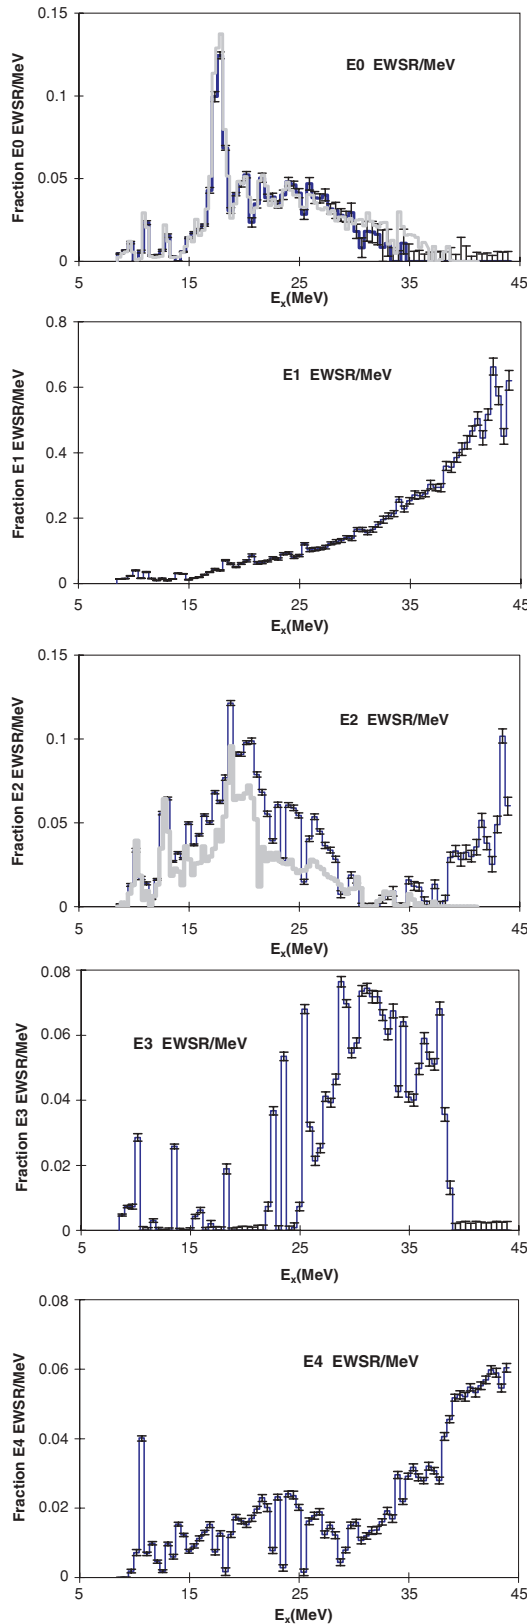 0.15
E0 EWSR/MeV
0.1
0.05
0
Fraction E0 EWSR/MeV
5 15 25 35 45
Ex(MeV)
0.8
E1 EWSR/MeV
0.6
0.4
0.2
0
Fraction E1 EWSR/MeV
5 15 25 35 45
Ex(MeV)
0.15
E2 EWSR/MeV
0.1
0.05
0
Fraction E2 EWSR/MeV
5 15 25 35 45
Ex(MeV)
0.08
E3 EWSR/MeV
0.06
0.04
0.02
0
Fraction E3 EWSR/MeV
5 15 25 35 45
Ex(MeV)
0.08
E4 EWSR/MeV
0.06
0.04
0.02
0
Fraction E4 EWSR/MeV
5 15 25 35 45
Ex(MeV)